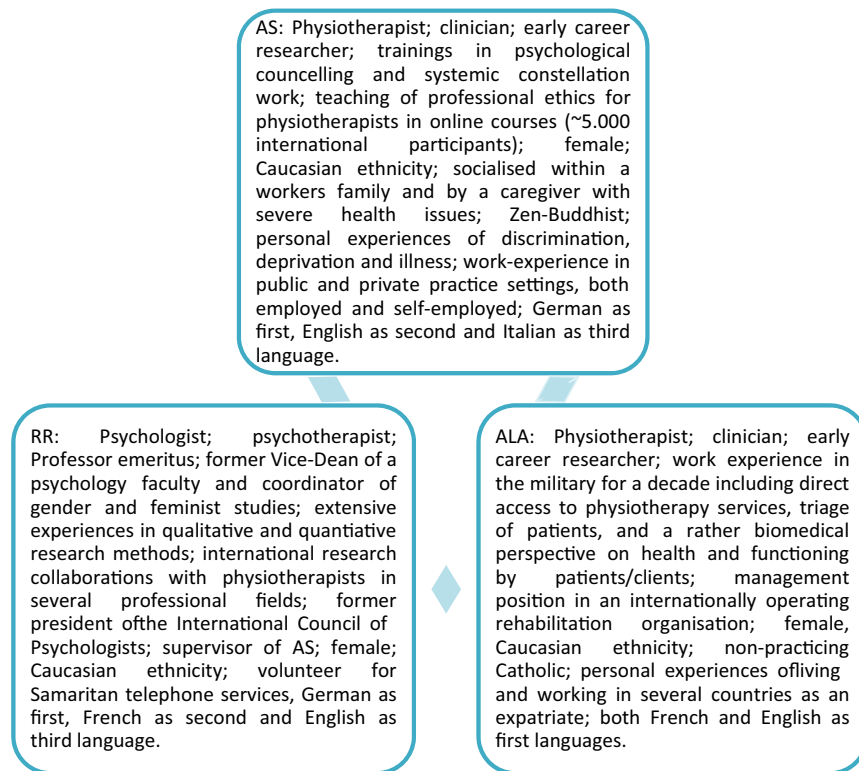 AS: Physiotherapist; clinician; early career
researcher; trainings in psychological
councelling and systemic constellation
work; teaching of professional ethics for
physiotherapists in online courses (~5.000
international participants); female;
Caucasian ethnicity; socialised within a
workers family and by a caregiver with
severe health issues; Zen-Buddhist;
personal experiences of discrimination,
deprivation and illness; work-experience in
public and private practice settings, both
employed and self-employed; German as
first, English as second and Italian as third
language.
RR: Psychologist; psychotherapist;
Professor emeritus; former Vice-Dean of a
psychology faculty and coordinator of
gender and feminist studies; extensive
experiences in qualitative and quantiative
research methods; international research
collaborations with physiotherapists in
several professional fields; former
president ofthe International Council of
Psychologists; supervisor of AS; female;
Caucasian ethnicity; volunteer for
Samaritan telephone services, German as
first, French as second and English as
third language.
ALA: Physiotherapist; clinician; early
career researcher; work experience in
the military for a decade including direct
access to physiotherapy services, triage
of patients, and a rather biomedical
perspective on health and functioning
by patients/clients; management
position in an internationally operating
rehabilitation organisation; female,
Caucasian ethnicity; non-practicing
Catholic; personal experiences ofliving
and working in several countries as an
expatriate; both French and English as
first languages.